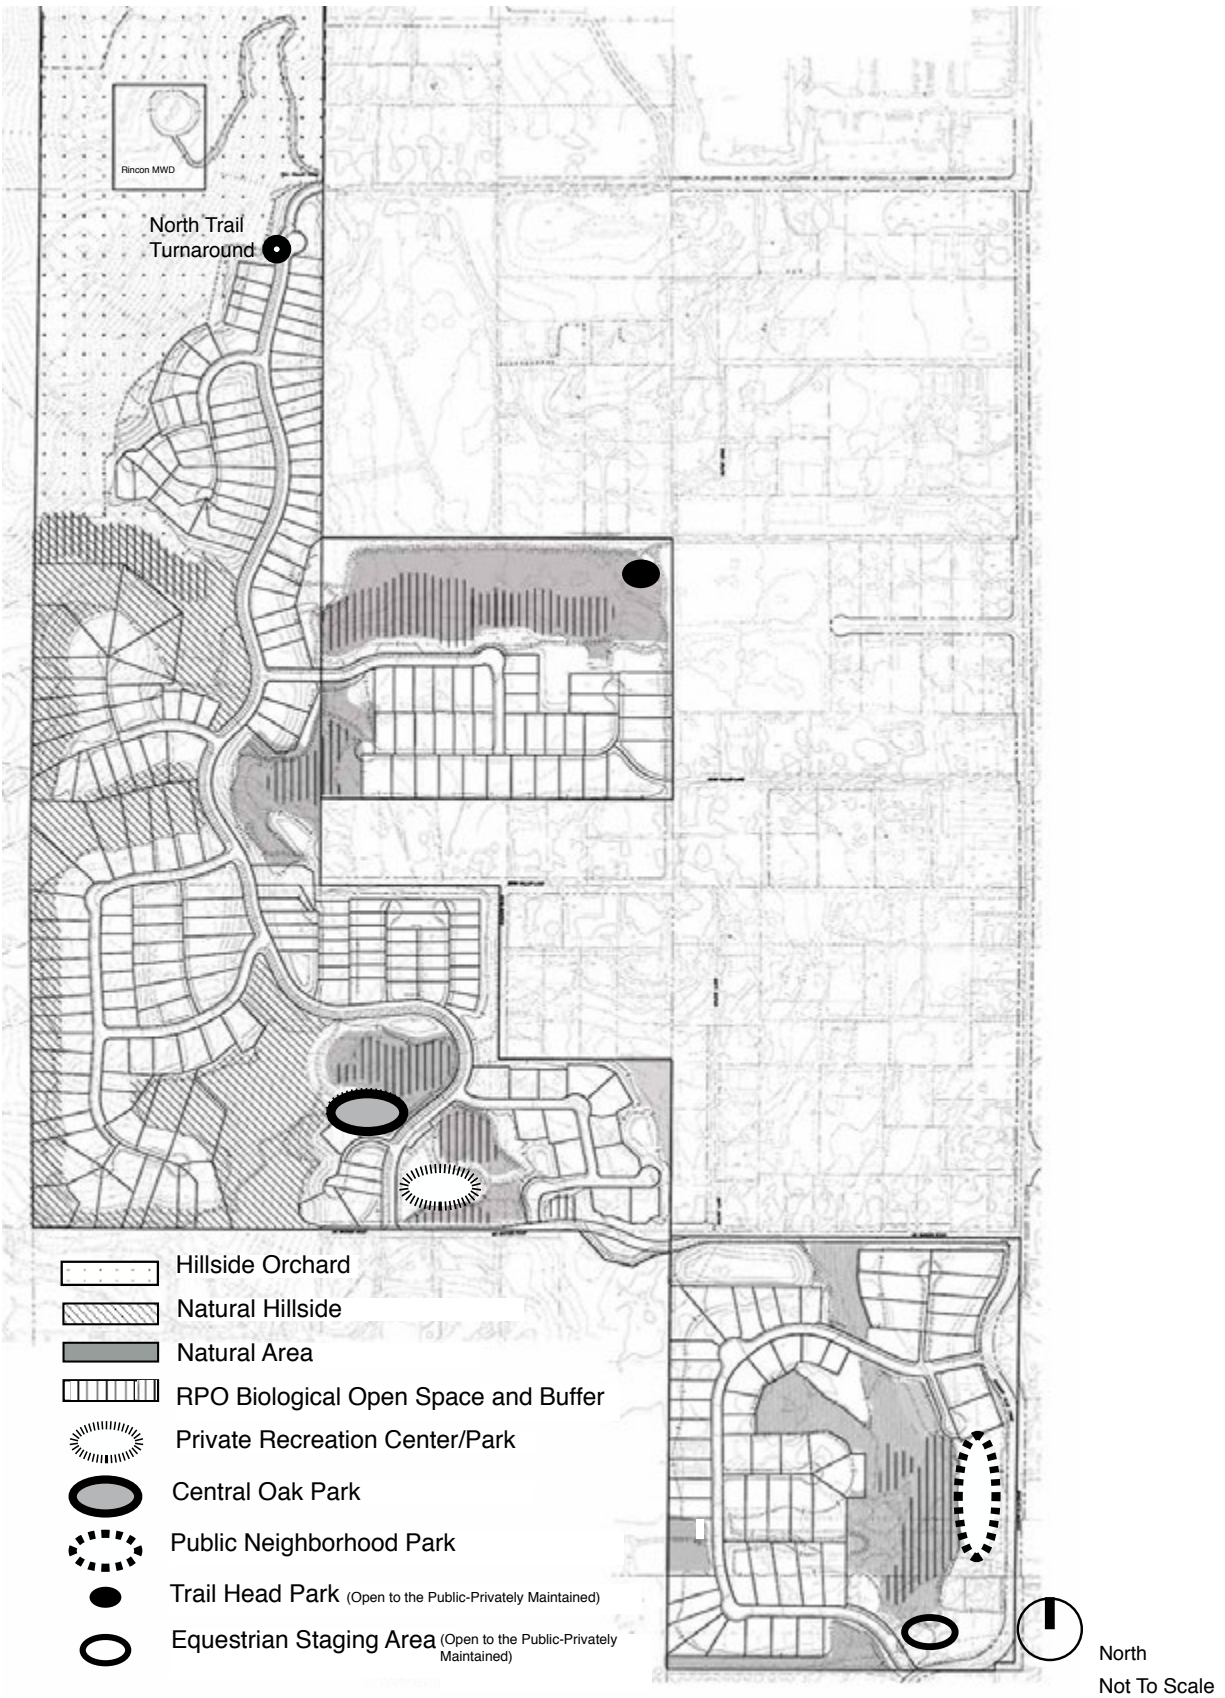 Rincon MWD
North Trail
Turnaround
Hillside Orchard
Natural Hillside
Natural Area
RPO Biological Open Space and Buffer
Private Recreation Center/Park
Central Oak Park
Public Neighborhood Park
Trail Head Park (Open to the Public-Privately Maintained)
Equestrian Staging Area (Open to the Public-Privately
Maintained)
North
Not To Scale